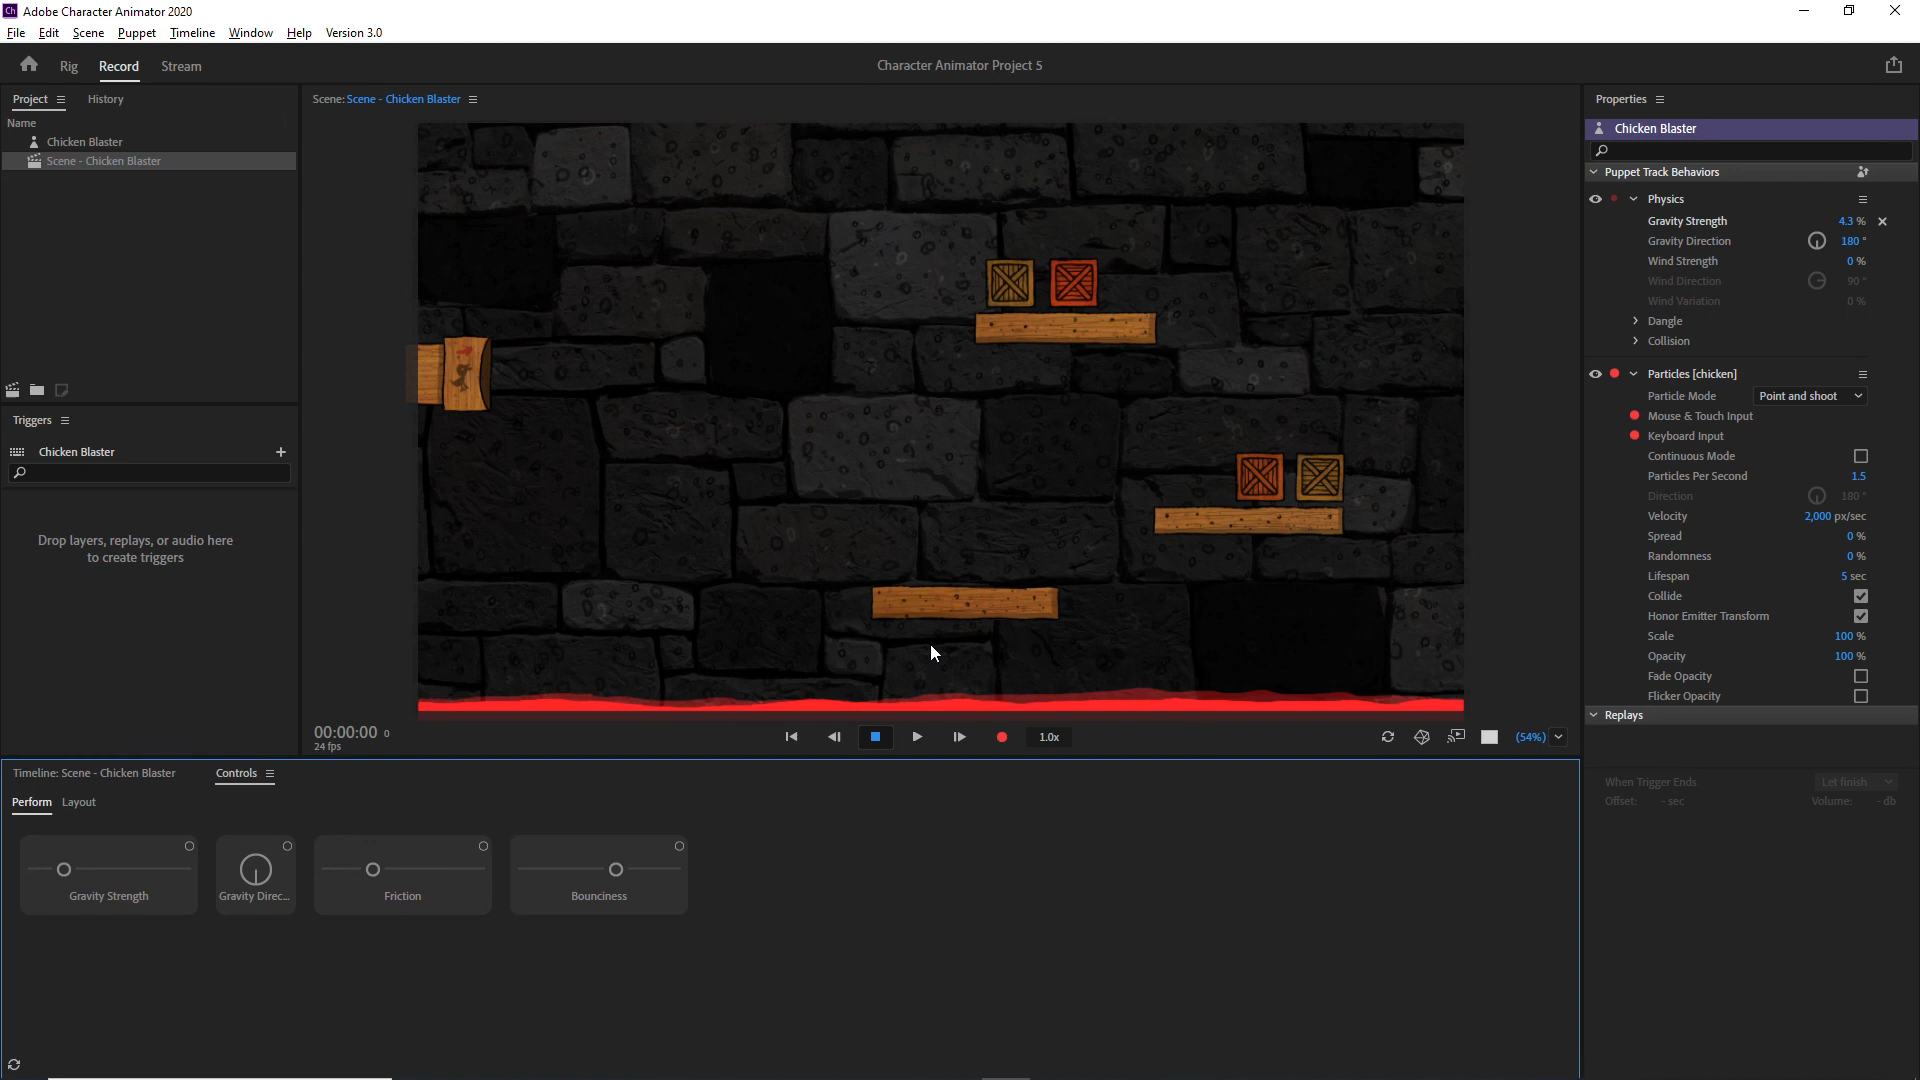 Ch Adobe Character Animator 2020
File Edit Scene Puppet Timeline Window Help Version 3.0
Rig Record Stream
Character Animator Project 5
Project History
Name
Chicken Blaster
Scene - Chicken Blaster
Triggers
Chicken Blaster
Drop layers, replays, or audio here
to create triggers
Scene: Scene - Chicken Blaster
00:00:00 0
24 fps
1.0x
(54%)
Timeline: Scene - Chicken Blaster Controls
Perform Layout
Gravity Strength
Gravity Direc...
Friction
Bounciness
Properties
Chicken Blaster
Puppet Track Behaviors
Physics
Gravity Strength 4.3 %
Gravity Direction 180 °
Wind Strength 0 %
Wind Direction 90 °
Wind Variation 0 %
Dangle
Collision
Particles [chicken]
Particle Mode Point and shoot
Mouse & Touch Input
Keyboard Input
Continuous Mode
Particles Per Second 1.5
Direction 180 °
Velocity 2,000 px/sec
Spread 0 %
Randomness 0 %
Lifespan 5 sec
Collide
Honor Emitter Transform
Scale 100 %
Opacity 100 %
Fade Opacity
Flicker Opacity
Replays
When Trigger Ends Let finish
Offset: - sec Volume: - db